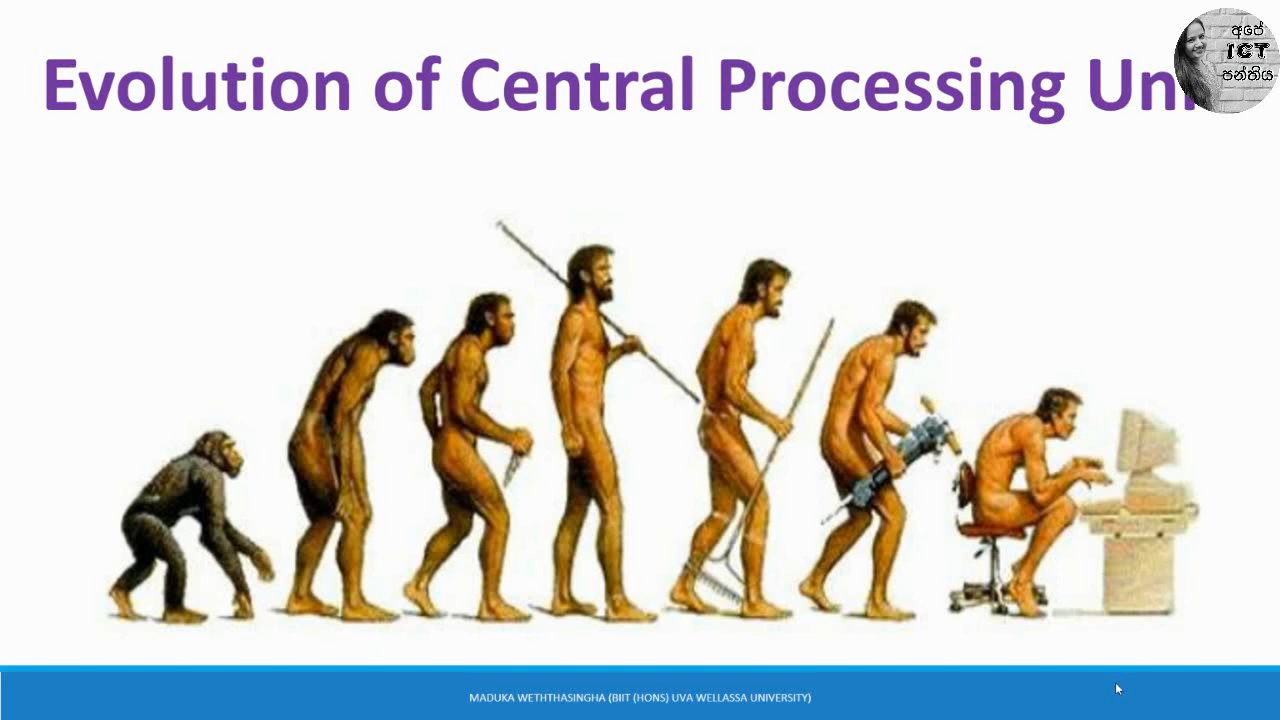 Evolution of Central Processing Uni
අපේ
ICT
පන්තිය
MADUKA WETHTHASINGHA (BIIT (HONS) UVA WELLASSA UNIVERSITY)